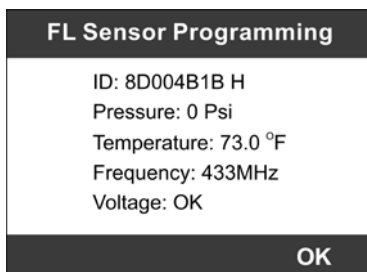 FL Sensor Programming
ID: 8D004B1B H
Pressure: 0 Psi
Temperature: 73.0 °F
Frequency: 433MHz
Voltage: OK
OK